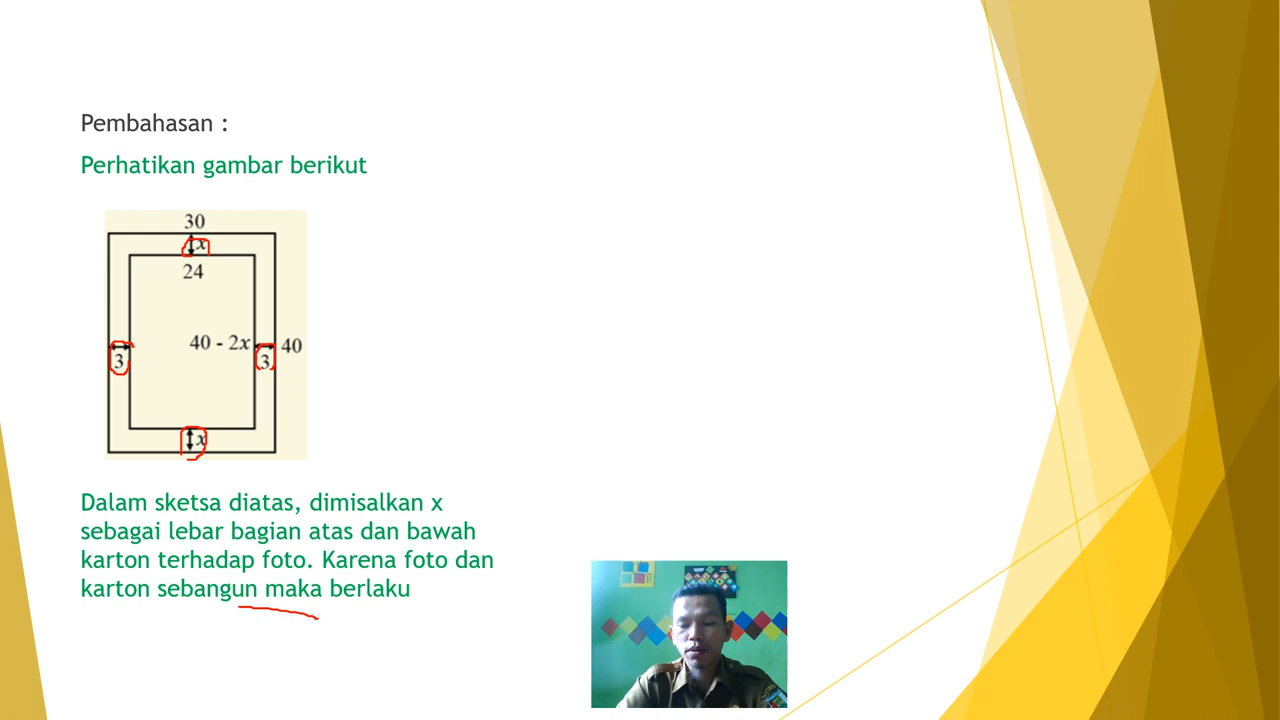 Pembahasan :
Perhatikan gambar berikut
30
x
24
40 - 2x
40
3
3
x
Dalam sketsa diatas, dimisalkan x
sebagai lebar bagian atas dan bawah
karton terhadap foto. Karena foto dan
karton sebangun maka berlaku